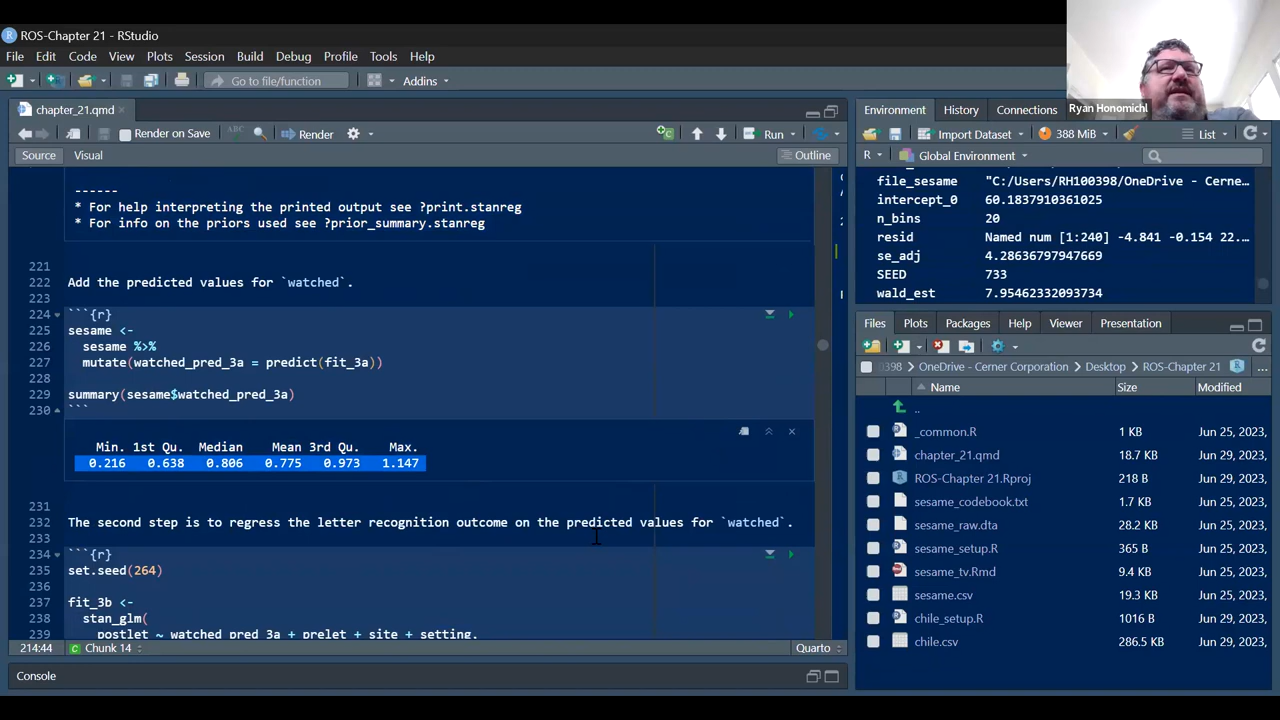 ROS-Chapter 21 - RStudio
File Edit Code View Plots Session Build Debug Profile Tools Help
Go to file/function
Addins
chapter_21.qmd
Render on Save
ABC
Render
Run
Source Visual
Outline
------
* For help interpreting the printed output see ?print.stanreg
* For info on the priors used see ?prior_summary.stanreg
221
222 Add the predicted values for `watched`.
223
224 ```{r}
225 sesame <-
226 sesame %>%
227 mutate(watched_pred_3a = predict(fit_3a))
228
229 summary(sesame$watched_pred_3a)
230 ```
Min. 1st Qu. Median Mean 3rd Qu. Max.
0.216 0.638 0.806 0.775 0.973 1.147
231
232 The second step is to regress the letter recognition outcome on the predicted values for `watched`.
233
234 ```{r}
235 set.seed(264)
236
237 fit_3b <-
238 stan_glm(
239 postlet ~ watched_pred_3a + prelet + site + setting,
214:44 Chunk 14 Quarto
Console
Ryan Honomichl
Environment History Connections
Import Dataset 388 MiB List
R Global Environment
file_sesame "C:/Users/RH100398/OneDrive - Cerne…
intercept_0 60.1837910361025
n_bins 20
resid Named num [1:240] -4.841 -0.154 22.…
se_adj 4.28636797947669
SEED 733
wald_est 7.95462332093734
Files Plots Packages Help Viewer Presentation
0398 OneDrive - Cerner Corporation Desktop ROS-Chapter 21 ...
Name Size Modified
..
_common.R 1 KB Jun 25, 2023,
chapter_21.qmd 18.7 KB Jun 29, 2023,
ROS-Chapter 21.Rproj 218 B Jun 29, 2023,
sesame_codebook.txt 1.7 KB Jun 25, 2023,
sesame_raw.dta 28.2 KB Jun 25, 2023,
sesame_setup.R 365 B Jun 25, 2023,
sesame_tv.Rmd 9.4 KB Jun 25, 2023,
sesame.csv 19.3 KB Jun 25, 2023,
chile_setup.R 1016 B Jun 29, 2023,
chile.csv 286.5 KB Jun 29, 2023,